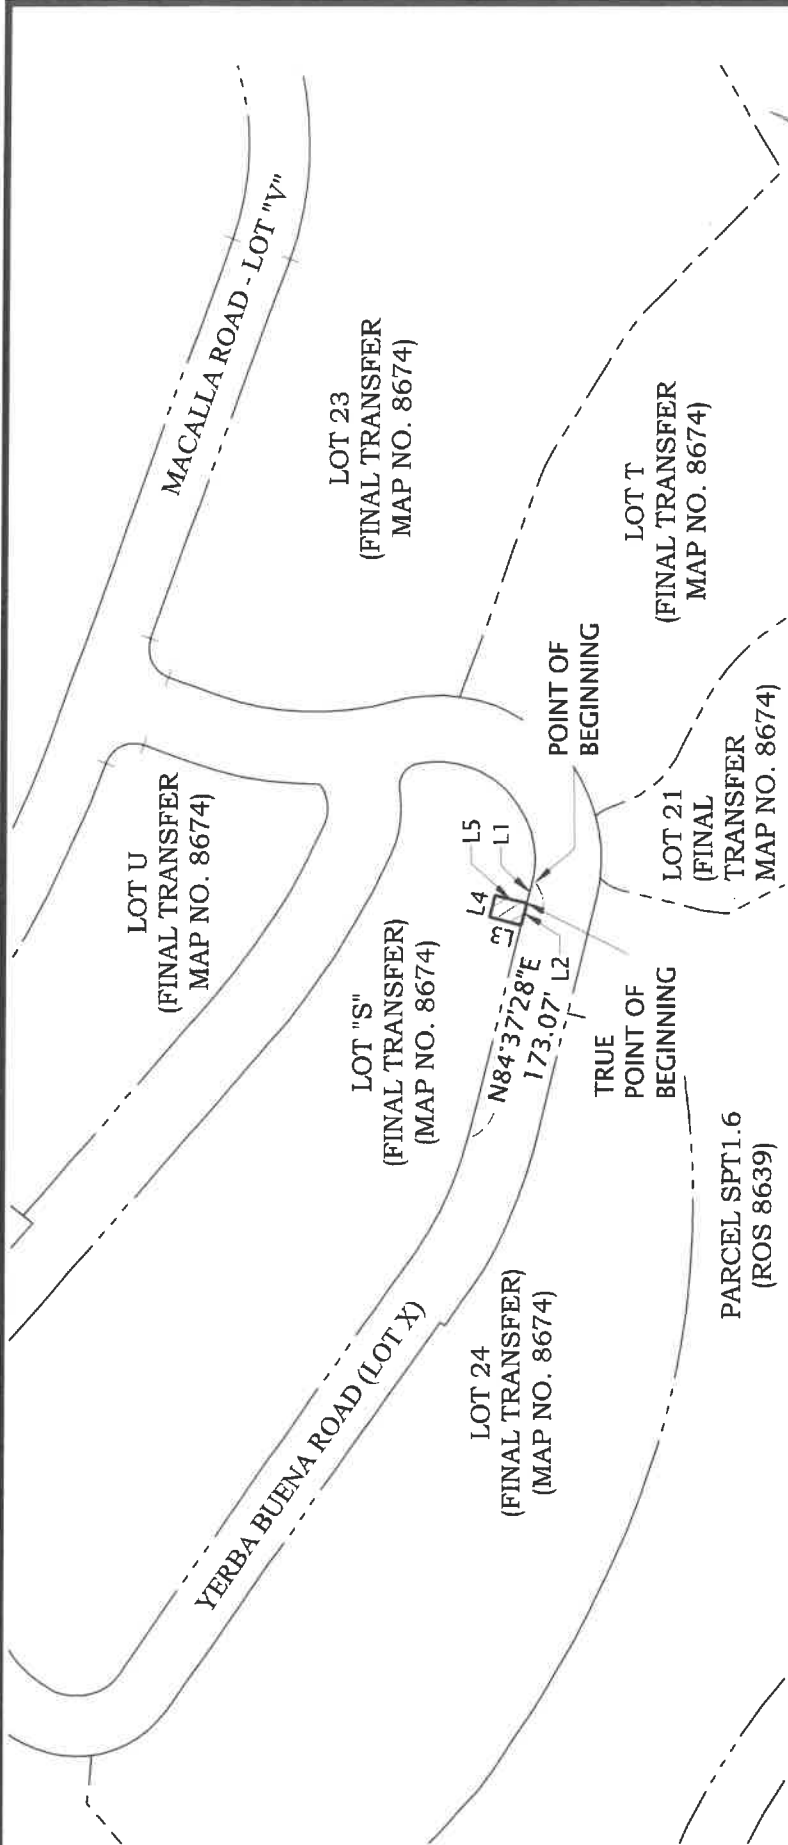 MACALLA ROAD - LOT "V"
LOT 23
(FINAL TRANSFER
MAP NO. 8674)
LOT T
(FINAL TRANSFER
MAP NO. 8674)
LOT U
(FINAL TRANSFER
MAP NO. 8674)
POINT OF
BEGINNING
LOT 21
(FINAL
TRANSFER
MAP NO. 8674)
L5
L1
L4
L3
L2
LOT "S"
(FINAL TRANSFER)
(MAP NO. 8674)
N84°37'28"E
173.07'
TRUE
POINT OF
BEGINNING
PARCEL SPT1.6
(ROS 8639)
YERBA BUENA ROAD (LOT X)
LOT 24
(FINAL TRANSFER)
(MAP NO. 8674)